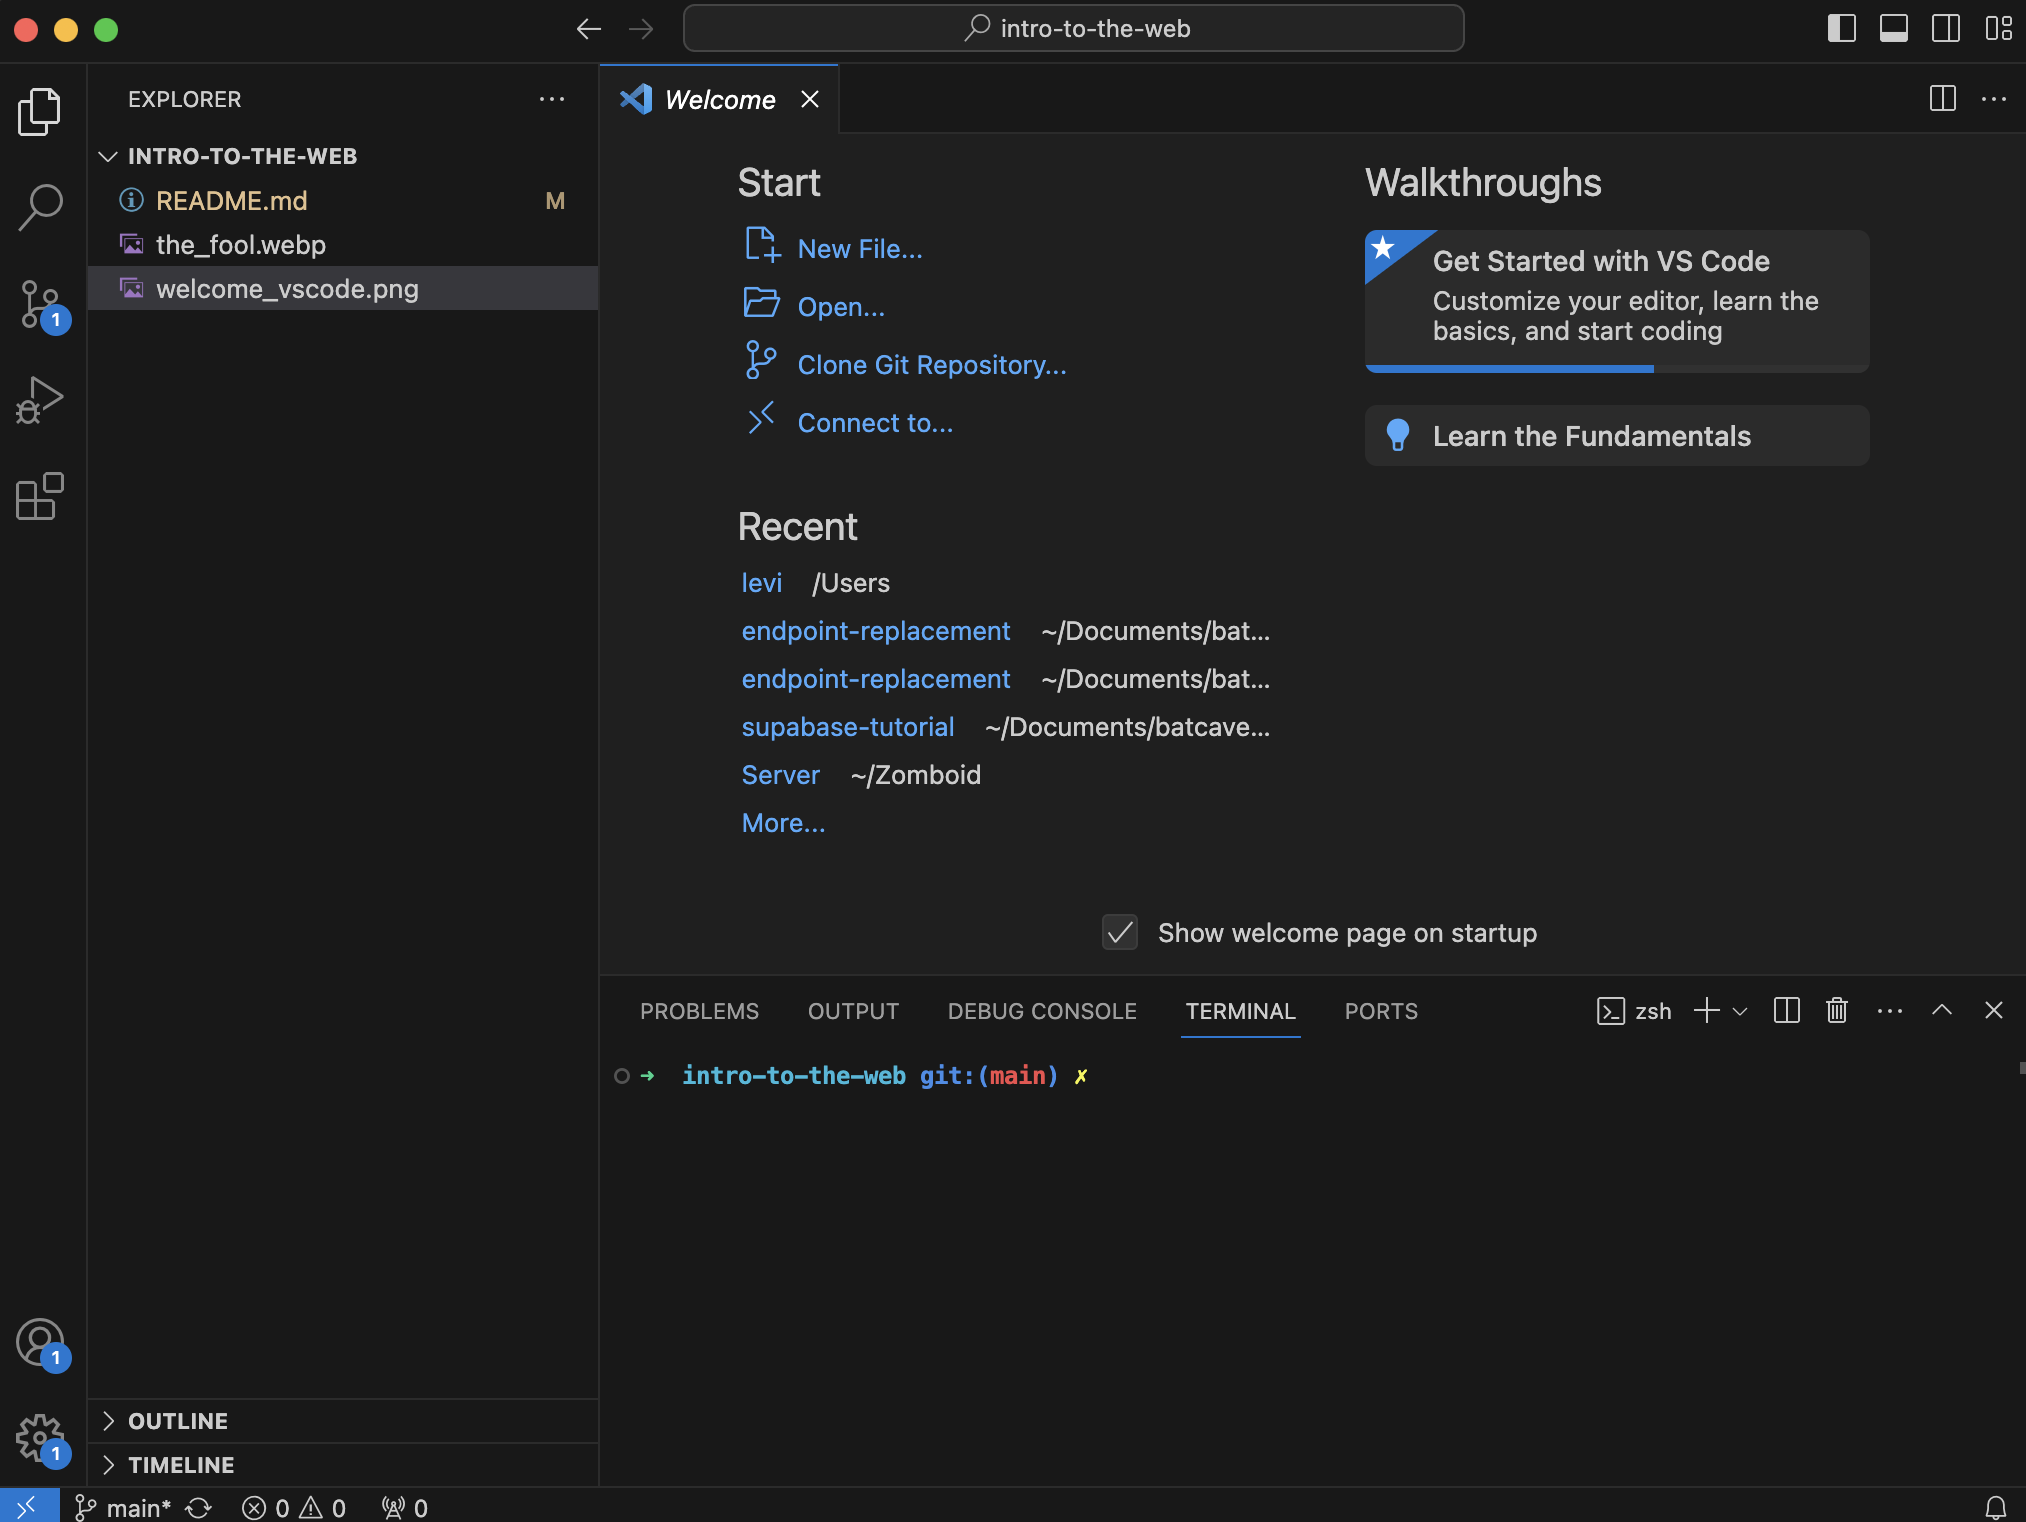 intro-to-the-web
EXPLORER
INTRO-TO-THE-WEB
README.md M
the_fool.webp
welcome_vscode.png
1
1
1
OUTLINE
TIMELINE
Welcome
Start
New File...
Open...
Clone Git Repository...
Connect to...
Recent
levi /Users
endpoint-replacement ~/Documents/bat...
endpoint-replacement ~/Documents/bat...
supabase-tutorial ~/Documents/batcave...
Server ~/Zomboid
More...
Walkthroughs
Get Started with VS Code
Customize your editor, learn the
basics, and start coding
Learn the Fundamentals
Show welcome page on startup
PROBLEMS OUTPUT DEBUG CONSOLE TERMINAL PORTS zsh
➜ intro-to-the-web git:(main) ✗
main* 0 0 0